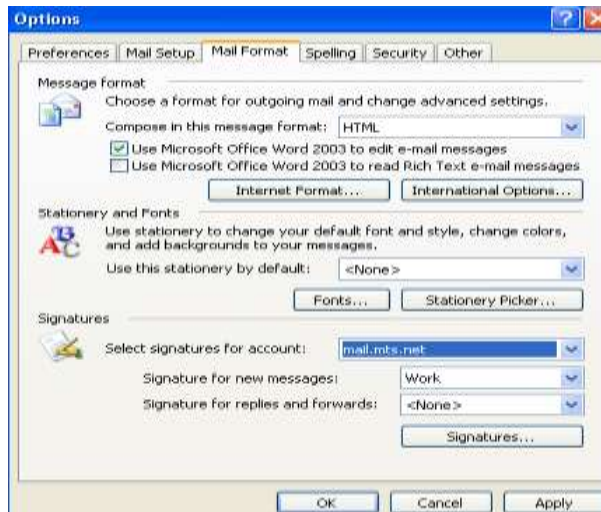 Options
Preferences Mail Setup Mail Format Spelling Security Other
Message format
Choose a format for outgoing mail and change advanced settings.
Compose in this message format: HTML
Use Microsoft Office Word 2003 to edit e-mail messages
Use Microsoft Office Word 2003 to read Rich Text e-mail messages
Internet Format... International Options...
Stationery and Fonts
Use stationery to change your default font and style, change colors,
and add backgrounds to your messages.
Use this stationery by default: <None>
Fonts... Stationery Picker...
Signatures
Select signatures for account: mail.mts.net
Signature for new messages: Work
Signature for replies and forwards: <None>
Signatures...
OK Cancel Apply